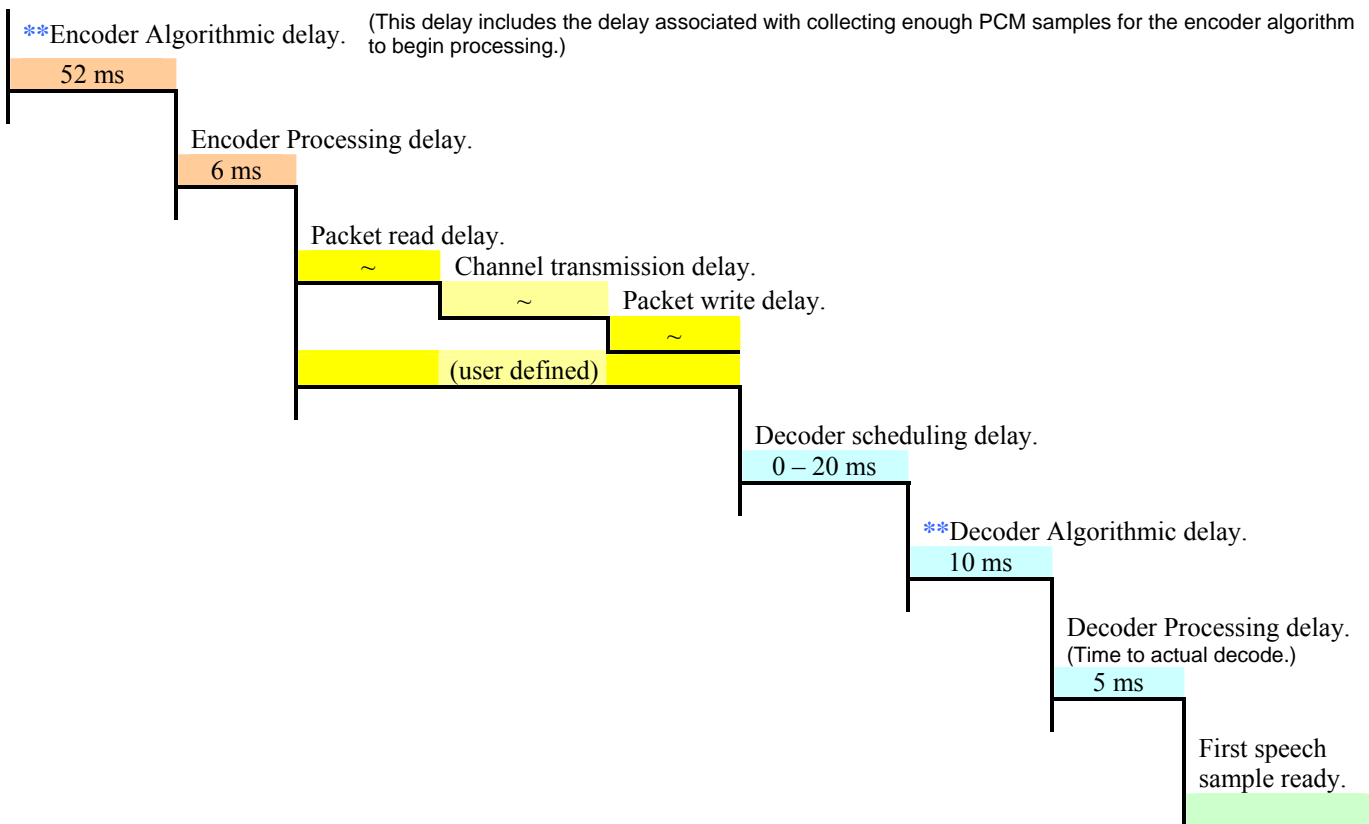 **Encoder Algorithmic delay.
(This delay includes the delay associated with collecting enough PCM samples for the encoder algorithm
to begin processing.)
52 ms
Encoder Processing delay.
6 ms
Packet read delay.
~
Channel transmission delay.
~
Packet write delay.
~
(user defined)
Decoder scheduling delay.
0 – 20 ms
**Decoder Algorithmic delay.
10 ms
Decoder Processing delay.
(Time to actual decode.)
5 ms
First speech
sample ready.